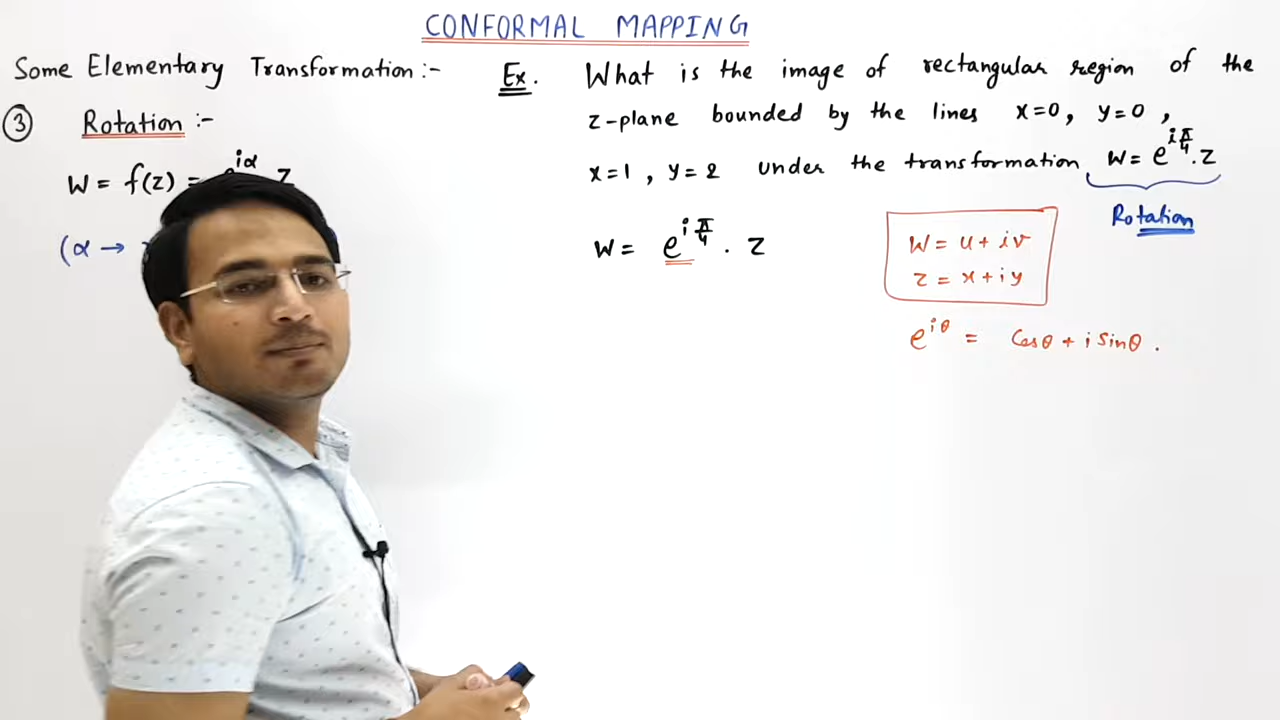 CONFORMAL MAPPING
Some Elementary Transformation :-
③ Rotation :-
W = f(z) = e^{iα} . z
(α →
Ex. What is the image of rectangular region of the
z-plane bounded by the lines x=0, y=0,
x=1, y=2 under the transformation W = e^{iπ/4}.z
Rotation
W = e^{iπ/4} . z
W = u + iv
z = x + iy
e^{iθ} = Cosθ + i Sinθ .